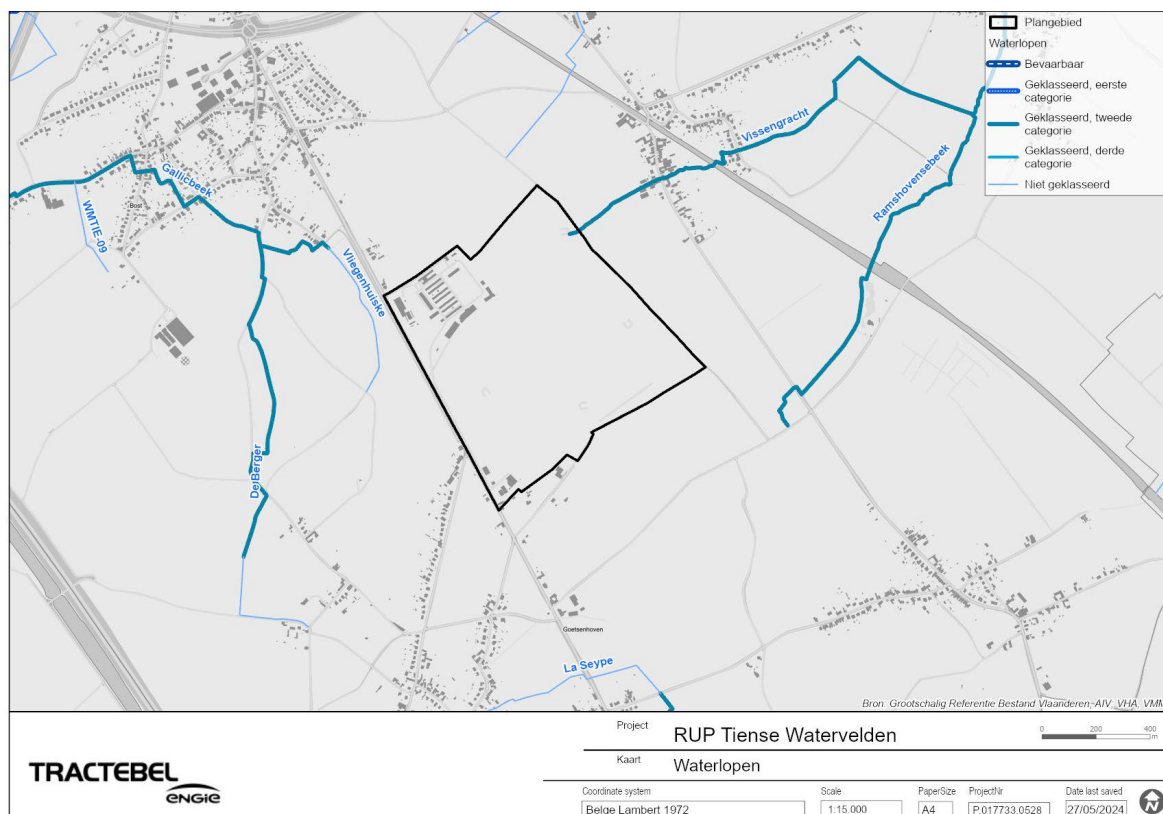 Plangebied
Waterlopen
Bevaarbaar
Geklasseerd, eerste
categorie
Geklasseerd, tweede
categorie
Geklasseerd, derde
categorie
Niet geklasseerd
Vissengracht
Ramshovensebeek
Gallicbeek
Bost
WMTIE-09
Vliegenhuiske
De Berger
Goetsenhoven
La Seype
Bron: Grootschalig Referentie Bestand Vlaanderen, AIV, VHA, VMM
Project
RUP Tiense Watervelden
0 200 400
m
Kaart
Waterlopen
TRACTEBEL
ENGIE
Coordinate system Scale PaperSize ProjectNr Date last saved
Belge Lambert 1972 1:15.000 A4 P.017733.0528 27/05/2024
N